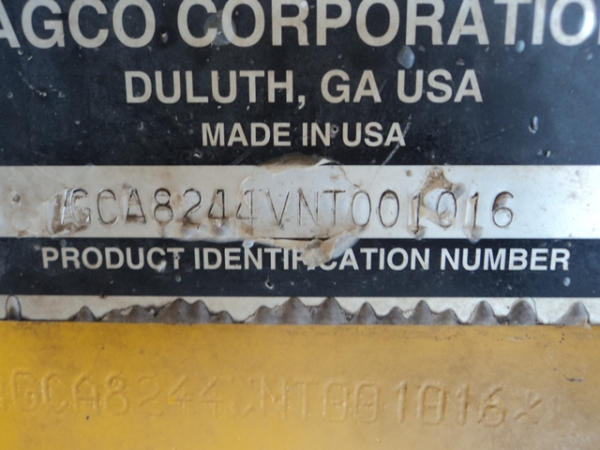 AGCO CORPORATION
DULUTH, GA USA
MADE IN USA
AGCA8244VNT001016
PRODUCT IDENTIFICATION NUMBER
AGCA8244VNT001016*